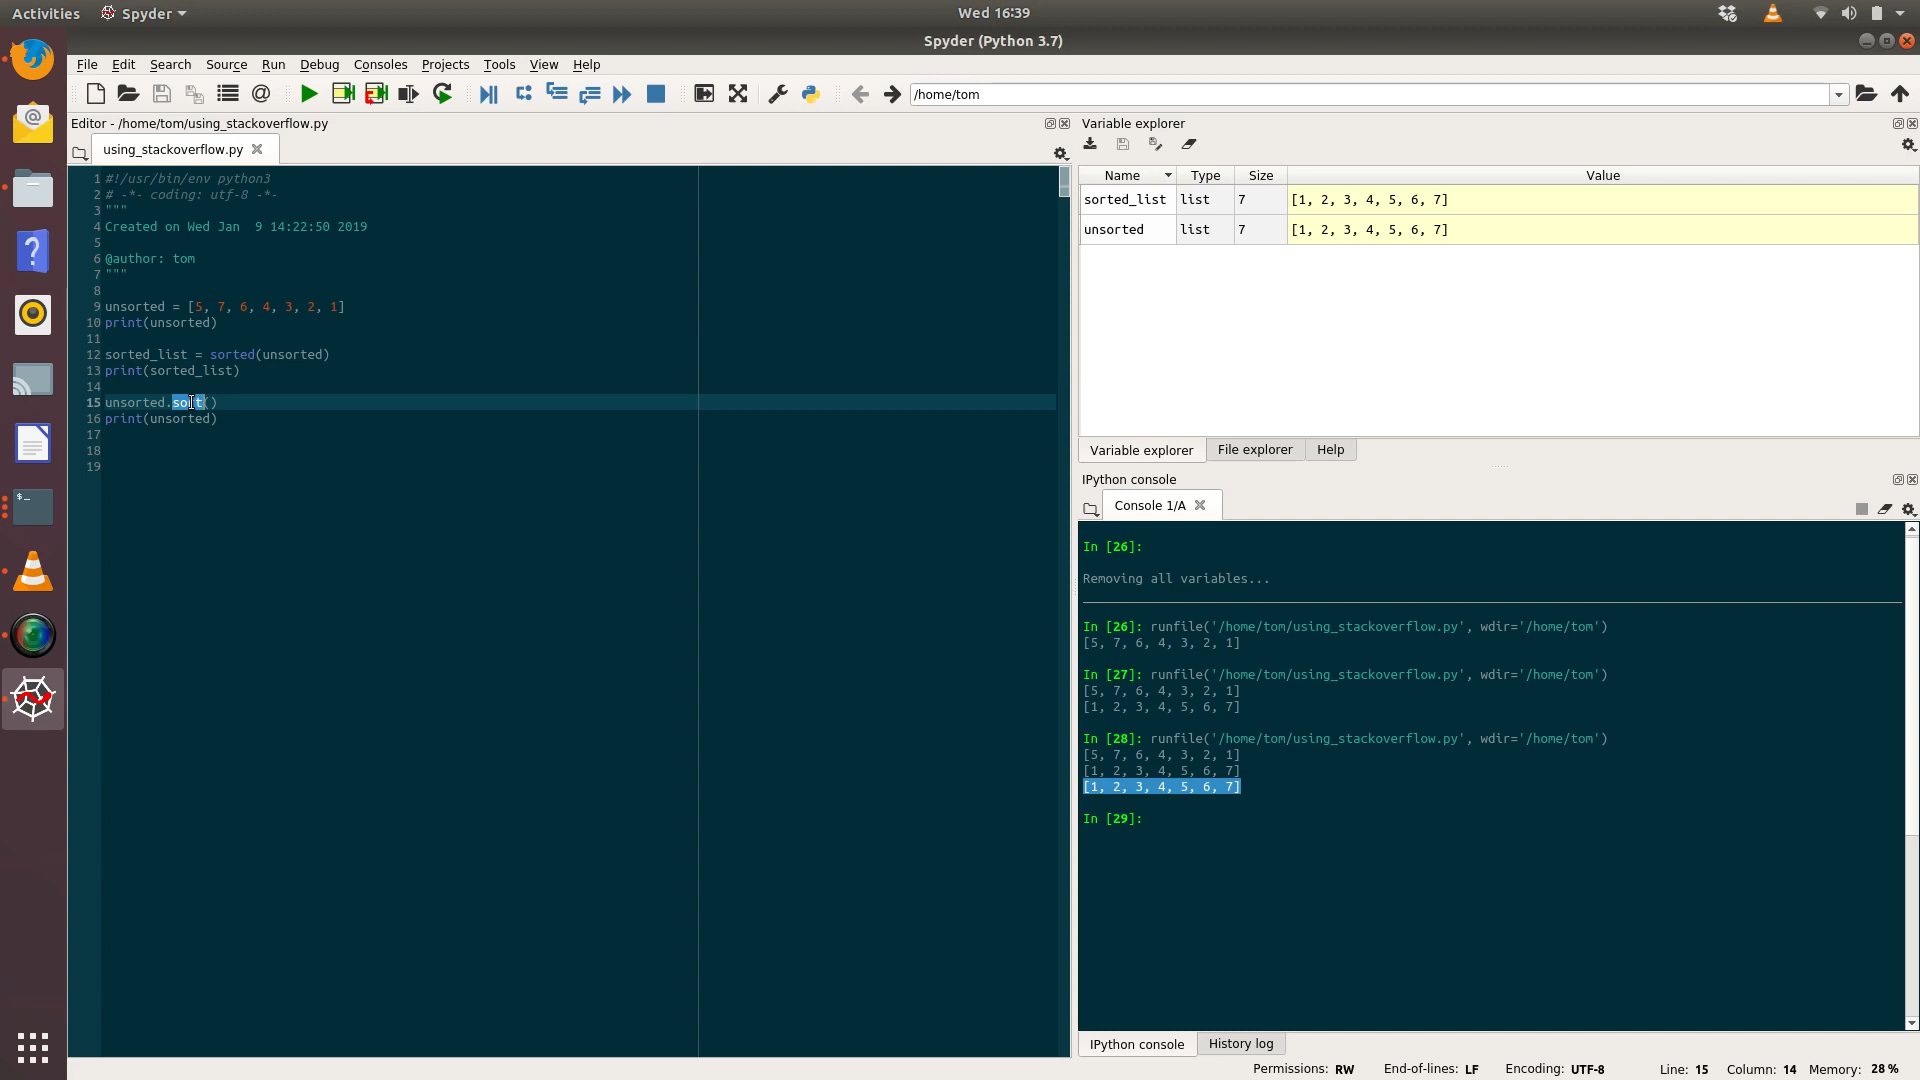 Activities Spyder Wed 16:39
Spyder (Python 3.7)
File Edit Search Source Run Debug Consoles Projects Tools View Help
/home/tom
Editor - /home/tom/using_stackoverflow.py
using_stackoverflow.py
1 #!/usr/bin/env python3
2 # -*- coding: utf-8 -*-
3 """
4 Created on Wed Jan  9 14:22:50 2019
5
6 @author: tom
7 """
8
9 unsorted = [5, 7, 6, 4, 3, 2, 1]
10 print(unsorted)
11
12 sorted_list = sorted(unsorted)
13 print(sorted_list)
14
15 unsorted.sort()
16 print(unsorted)
17
18
19
Variable explorer
Name Type Size Value
sorted_list list 7 [1, 2, 3, 4, 5, 6, 7]
unsorted list 7 [1, 2, 3, 4, 5, 6, 7]
Variable explorer File explorer Help
IPython console
Console 1/A
In [26]:
Removing all variables...
In [26]: runfile('/home/tom/using_stackoverflow.py', wdir='/home/tom')
[5, 7, 6, 4, 3, 2, 1]
In [27]: runfile('/home/tom/using_stackoverflow.py', wdir='/home/tom')
[5, 7, 6, 4, 3, 2, 1]
[1, 2, 3, 4, 5, 6, 7]
In [28]: runfile('/home/tom/using_stackoverflow.py', wdir='/home/tom')
[5, 7, 6, 4, 3, 2, 1]
[1, 2, 3, 4, 5, 6, 7]
[1, 2, 3, 4, 5, 6, 7]
In [29]:
IPython console History log
Permissions: RW End-of-lines: LF Encoding: UTF-8 Line: 15 Column: 14 Memory: 28 %